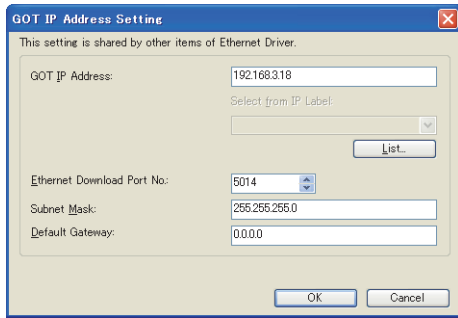 GOT IP Address Setting
This setting is shared by other items of Ethernet Driver.
GOT IP Address: 192.168.3.18
Select from IP Label:
List...
Ethernet Download Port No.: 5014
Subnet Mask: 255.255.255.0
Default Gateway: 0.0.0.0
OK Cancel